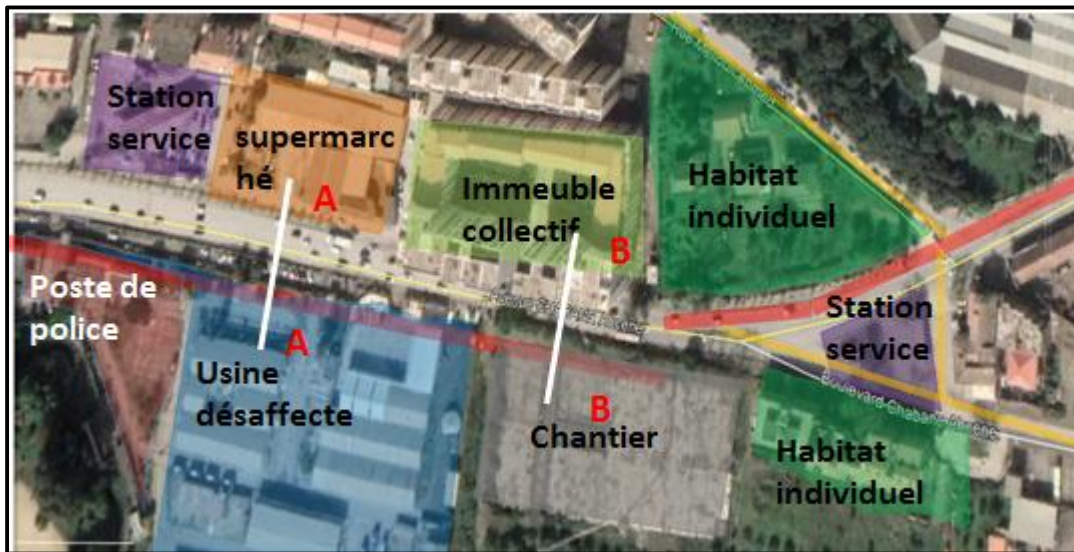 Station
service
supermarc
hé
A
Immeuble
collectif
B
Habitat
individuel
Poste de
police
A
Usine
désaffecte
B
Chantier
Station
service
Habitat
individuel